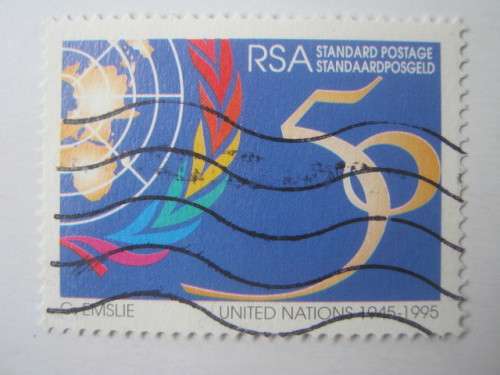 RSA STANDARD POSTAGE
STANDAARDPOSGELD
50
G. EMSLIE UNITED NATIONS 1945-1995